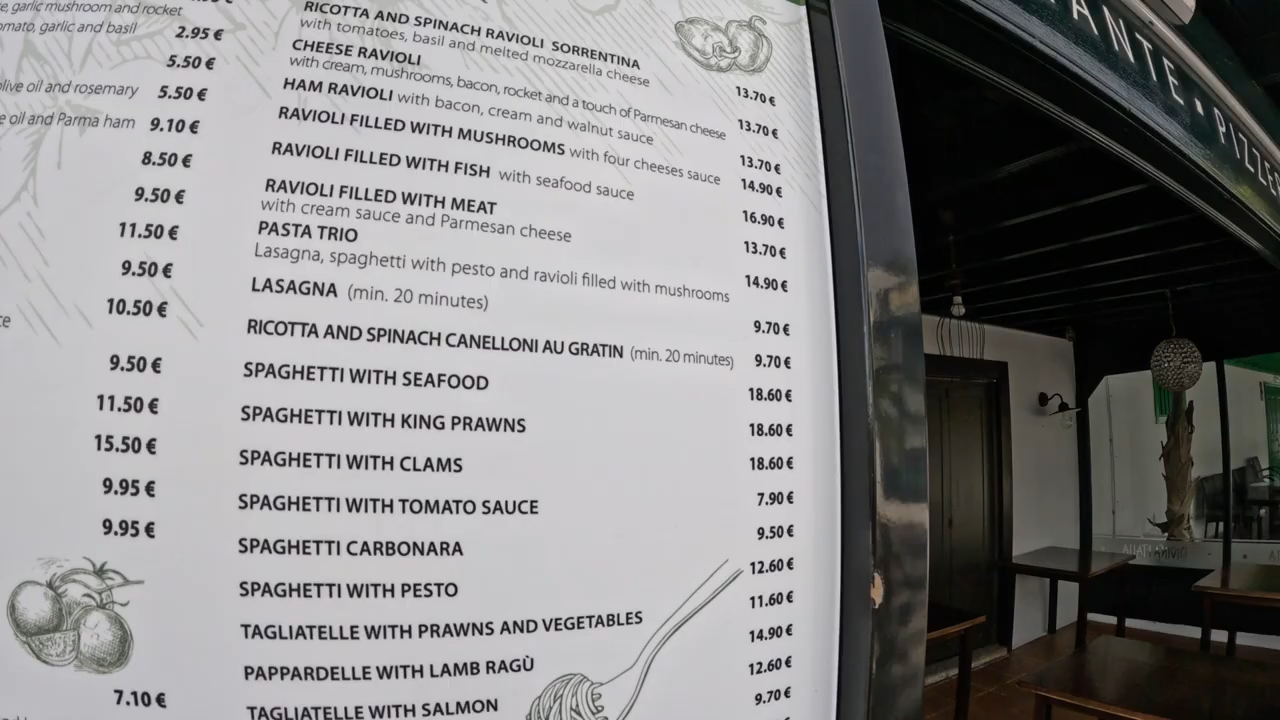 e, garlic mushroom and rocket
omato, garlic and basil 2.95 €
5.50 €
olive oil and rosemary 5.50 €
e oil and Parma ham 9.10 €
8.50 €
9.50 €
11.50 €
9.50 €
10.50 €
9.50 €
11.50 €
15.50 €
9.95 €
9.95 €
7.10 €
RICOTTA AND SPINACH RAVIOLI SORRENTINA
with tomatoes, basil and melted mozzarella cheese 13.70 €
CHEESE RAVIOLI
with cream, mushrooms, bacon, rocket and a touch of Parmesan cheese 13.70 €
HAM RAVIOLI with bacon, cream and walnut sauce 13.70 €
RAVIOLI FILLED WITH MUSHROOMS with four cheeses sauce 14.90 €
RAVIOLI FILLED WITH FISH with seafood sauce 16.90 €
RAVIOLI FILLED WITH MEAT
with cream sauce and Parmesan cheese 13.70 €
PASTA TRIO
Lasagna, spaghetti with pesto and ravioli filled with mushrooms 14.90 €
LASAGNA (min. 20 minutes) 9.70 €
RICOTTA AND SPINACH CANELLONI AU GRATIN (min. 20 minutes) 9.70 €
SPAGHETTI WITH SEAFOOD 18.60 €
SPAGHETTI WITH KING PRAWNS 18.60 €
SPAGHETTI WITH CLAMS 18.60 €
SPAGHETTI WITH TOMATO SAUCE 7.90 €
SPAGHETTI CARBONARA 9.50 €
SPAGHETTI WITH PESTO 12.60 €
TAGLIATELLE WITH PRAWNS AND VEGETABLES 11.60 €
PAPPARDELLE WITH LAMB RAGÙ 14.90 €
TAGLIATELLE WITH SALMON 12.60 €
9.70 €
ANTE • PIZZE